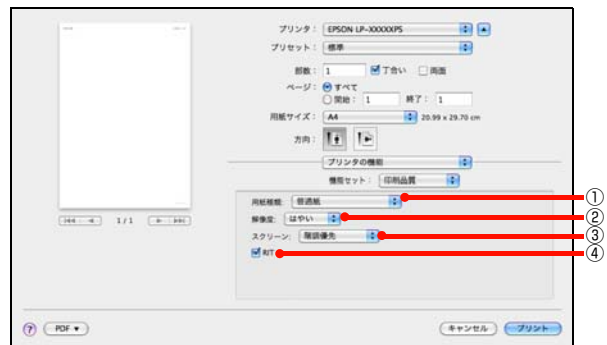 プリンタ： EPSON LP-XXXXXPS
プリセット： 標準
部数： 1 丁合い 両面
ページ： すべて
開始： 1 終了： 1
用紙サイズ： A4 20.99 x 29.70 cm
方向：
プリンタの機能
機能セット： 印刷品質
用紙種類: 普通紙 ①
解像度: はやい ②
スクリーン: 階調優先 ③
RIT ④
1/1
? PDF ▼ キャンセル プリント